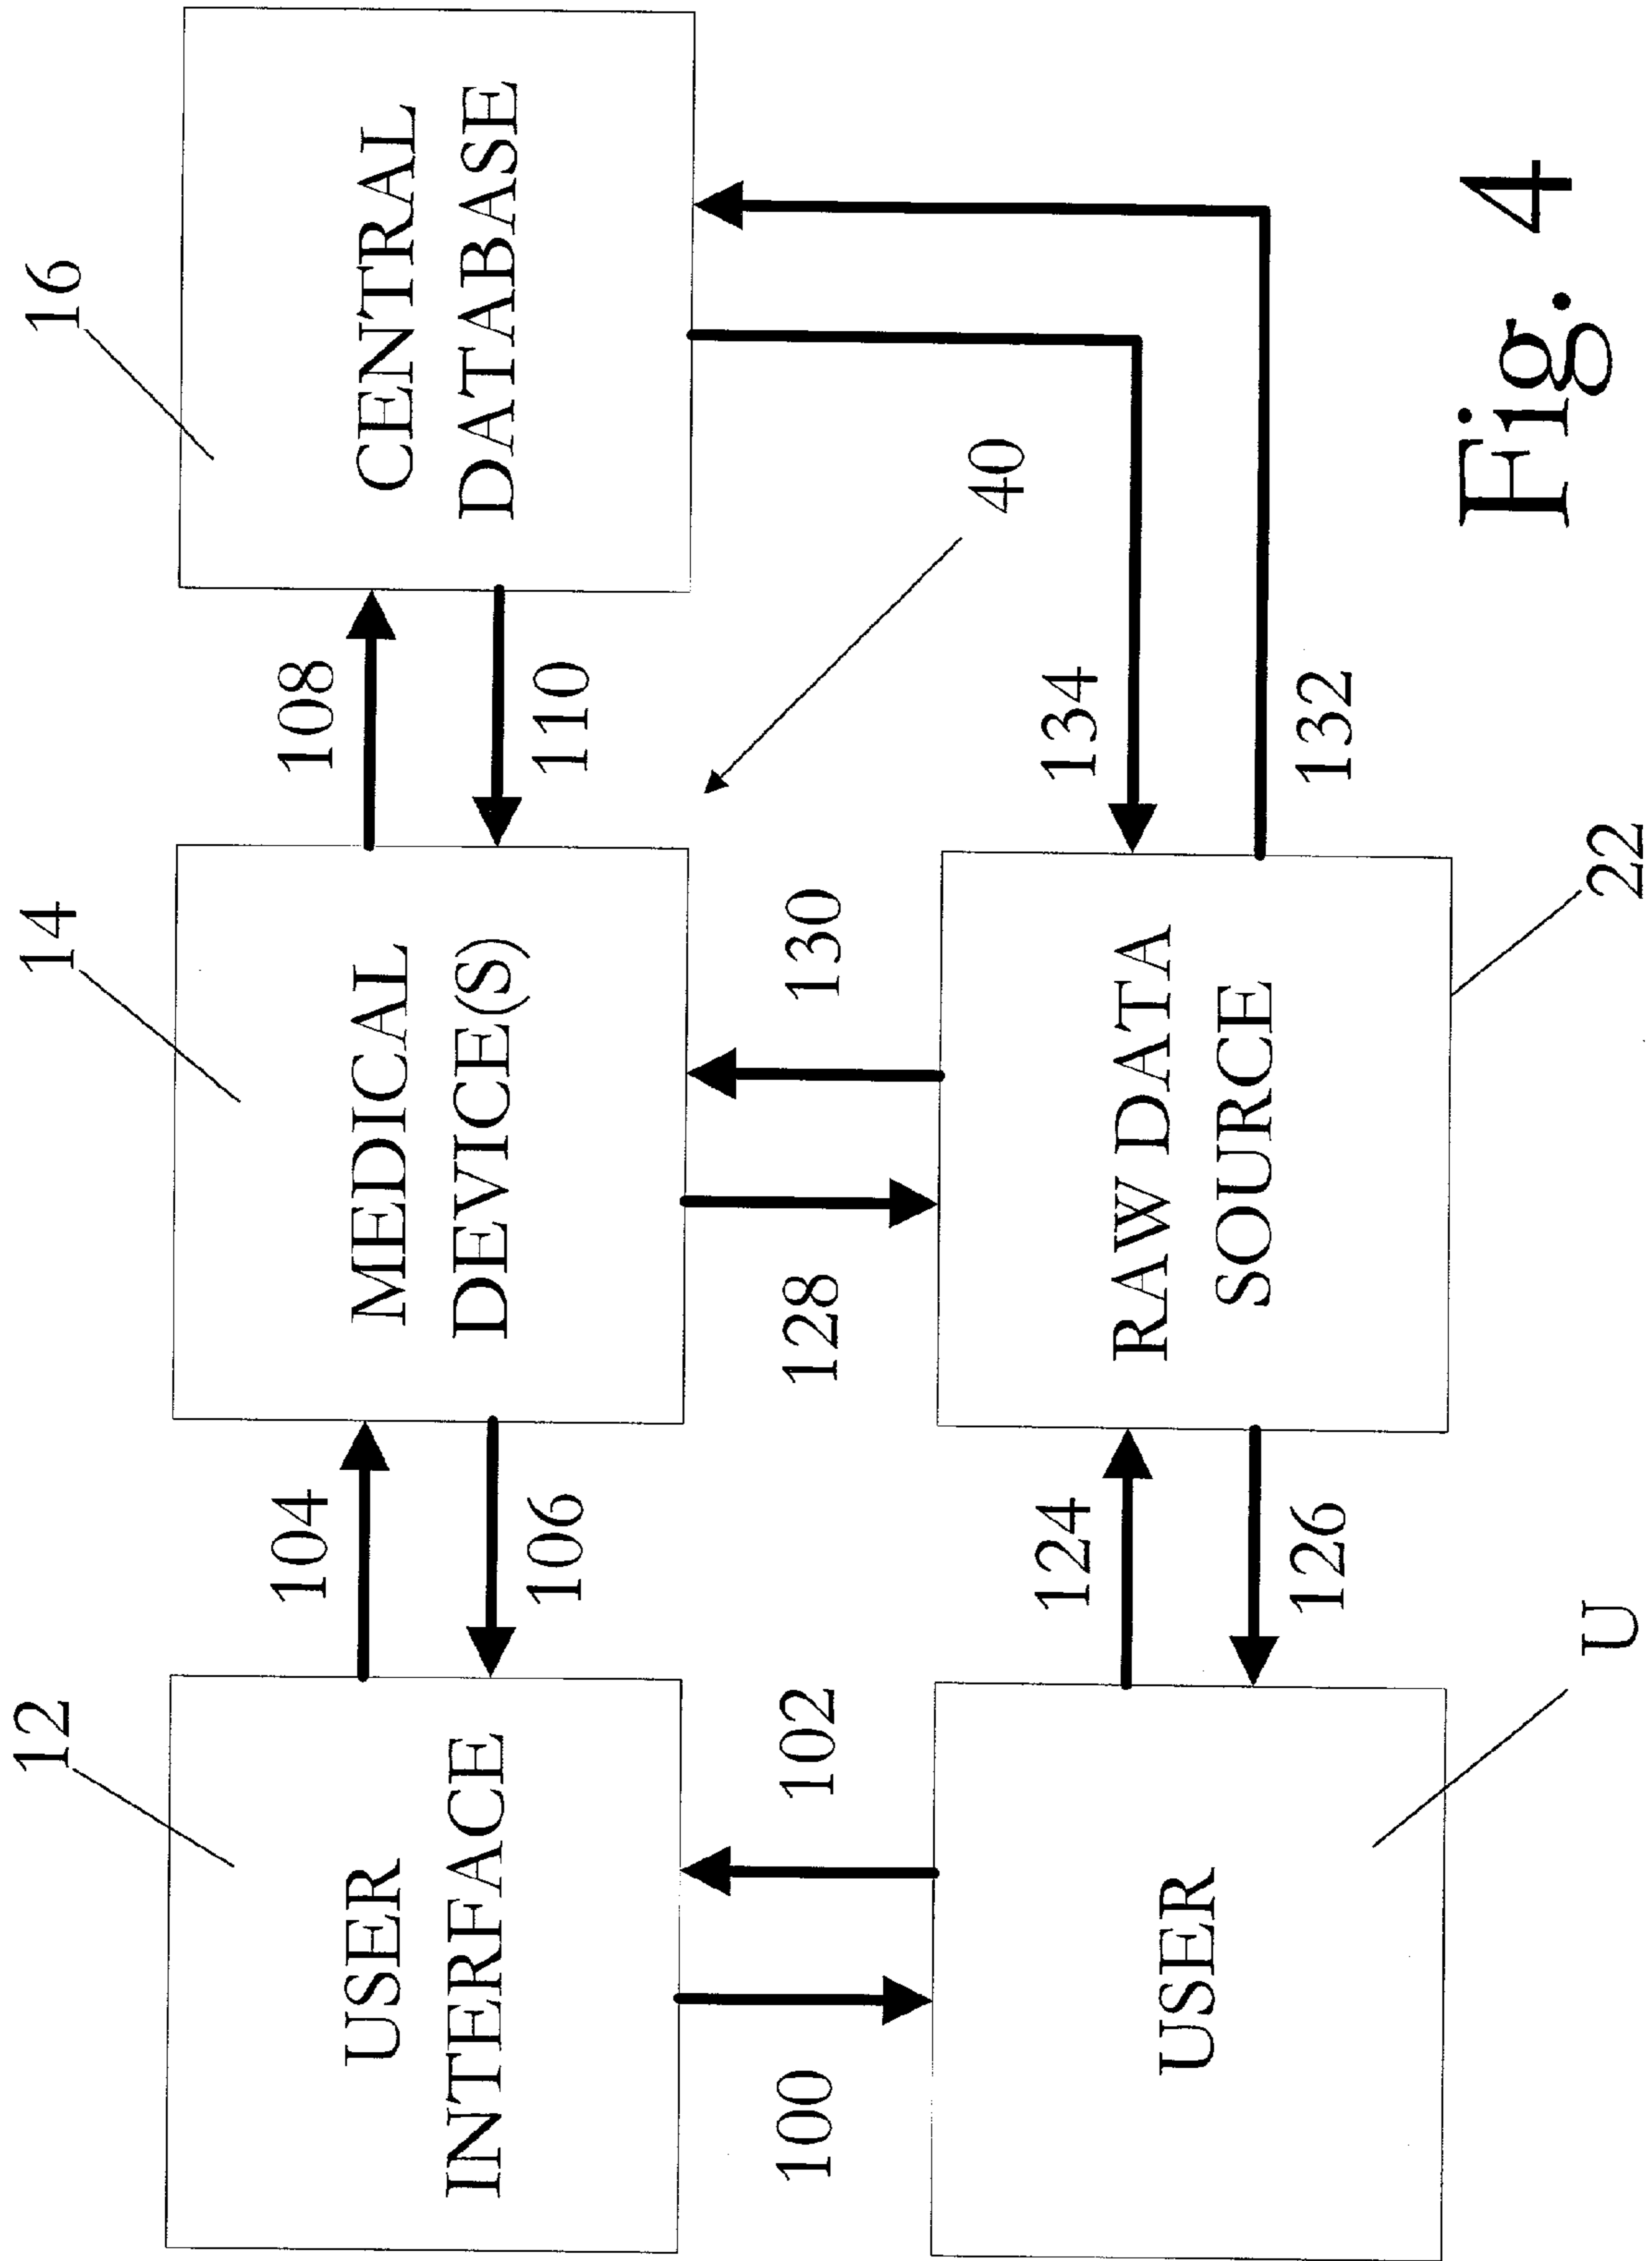 12
14
16
USER
INTERFACE
MEDICAL
DEVICE(S)
CENTRAL
DATABASE
104
106
108
110
100
102
128
130
40
USER
RAW DATA
SOURCE
124
126
134
132
U
22
Fig. 4